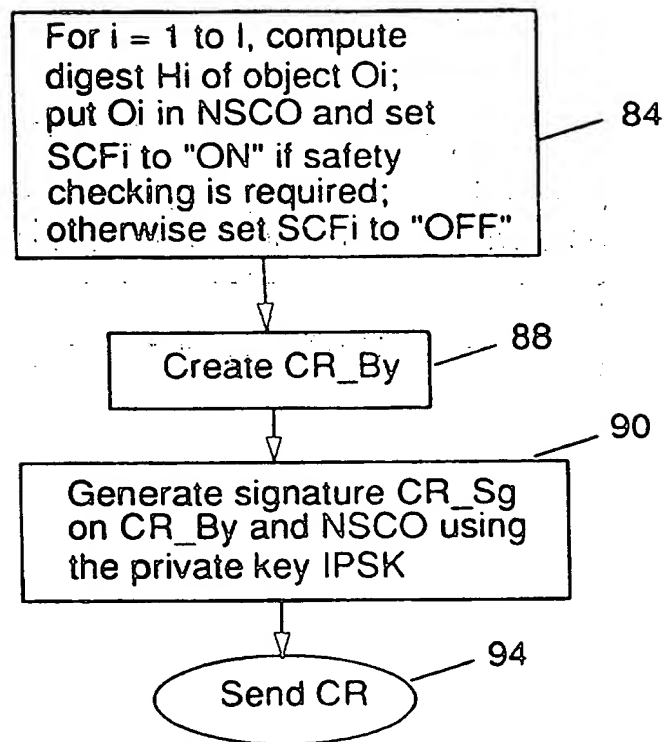 For i = 1 to I, compute
digest Hi of object Oi;
put Oi in NSCO and set
SCFi to "ON" if safety
checking is required;
otherwise set SCFi to "OFF"
84
Create CR_By
88
90
Generate signature CR_Sg
on CR_By and NSCO using
the private key IPSK
94
Send CR